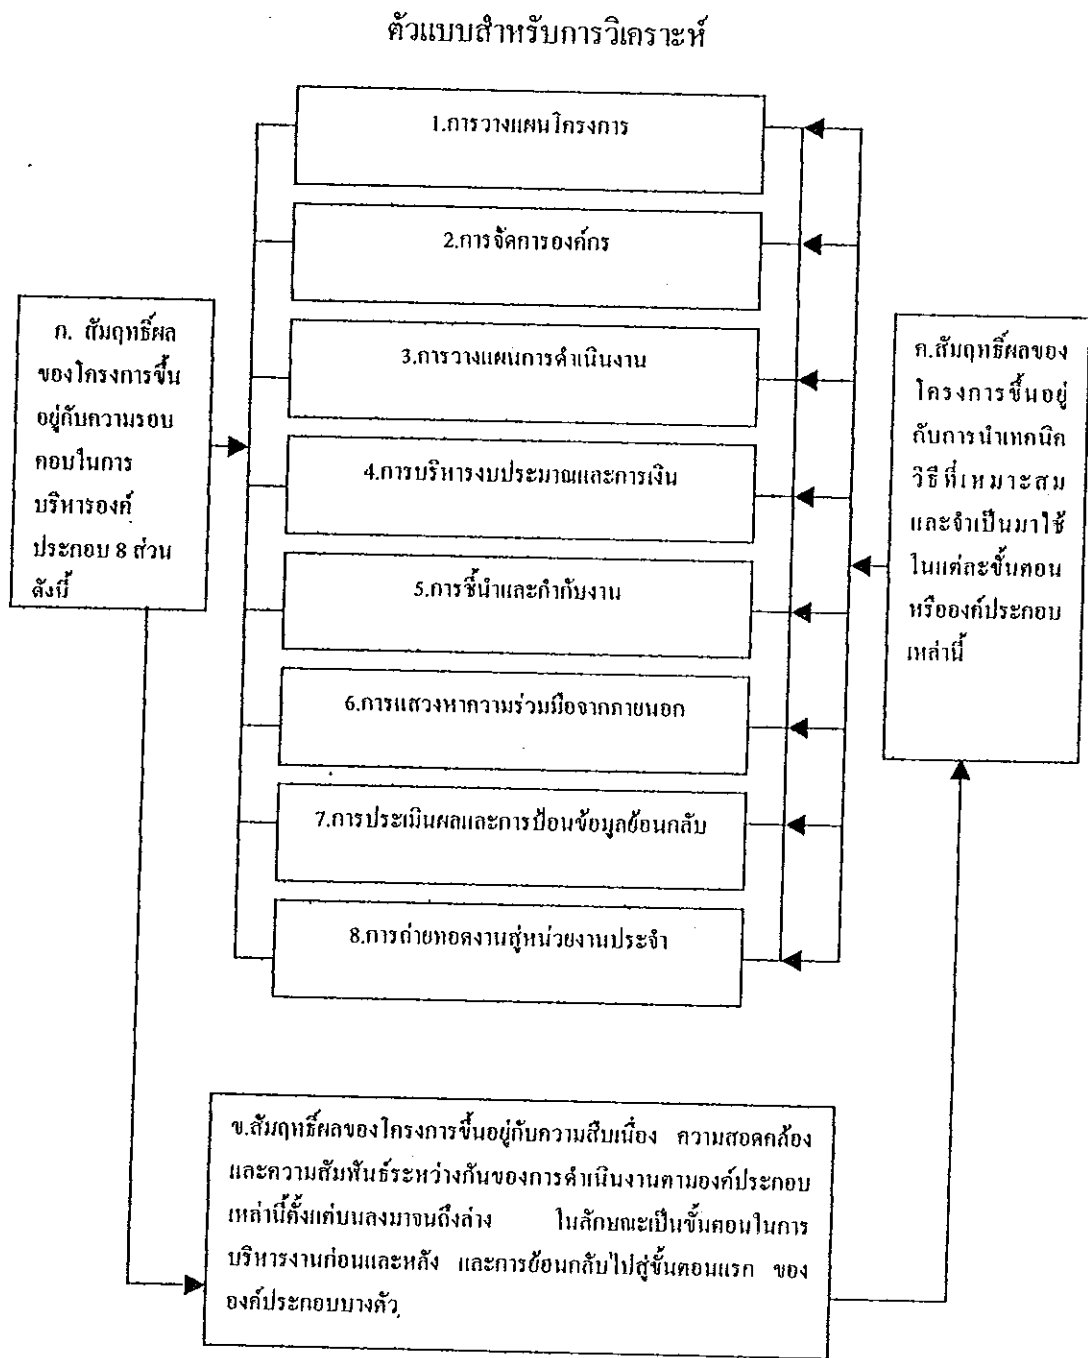 ตัวแบบสำหรับการวิเคราะห์
1.การวางแผนโครงการ
2.การจัดการองค์กร
3.การวางแผนการดำเนินงาน
4.การบริหารงบประมาณและการเงิน
5.การชี้นำและกำกับงาน
6.การแสวงหาความร่วมมือจากภายนอก
7.การประเมินผลและการป้อนข้อมูลย้อนกลับ
8.การถ่ายทอดงานสู่หน่วยงานประจำ
ก. สัมฤทธิ์ผล
ของโครงการขึ้น
อยู่กับความรอบ
คอบในการ
บริหารองค์
ประกอบ 8 ส่วน
ดังนี้
ค.สัมฤทธิ์ผลของ
โครงการขึ้นอยู่
กับการนำเทคนิค
วิธีที่เหมาะสม
และจำเป็นมาใช้
ในแต่ละขั้นตอน
หรือองค์ประกอบ
เหล่านี้
ข.สัมฤทธิ์ผลของโครงการขึ้นอยู่กับความสืบเนื่อง ความสอดคล้อง
และความสัมพันธ์ระหว่างกันของการดำเนินงานตามองค์ประกอบ
เหล่านี้ตั้งแต่บนลงมาจนถึงล่าง ในลักษณะเป็นขั้นตอนในการ
บริหารงานก่อนและหลัง และการย้อนกลับไปสู่ขั้นตอนแรก ของ
องค์ประกอบบางตัว